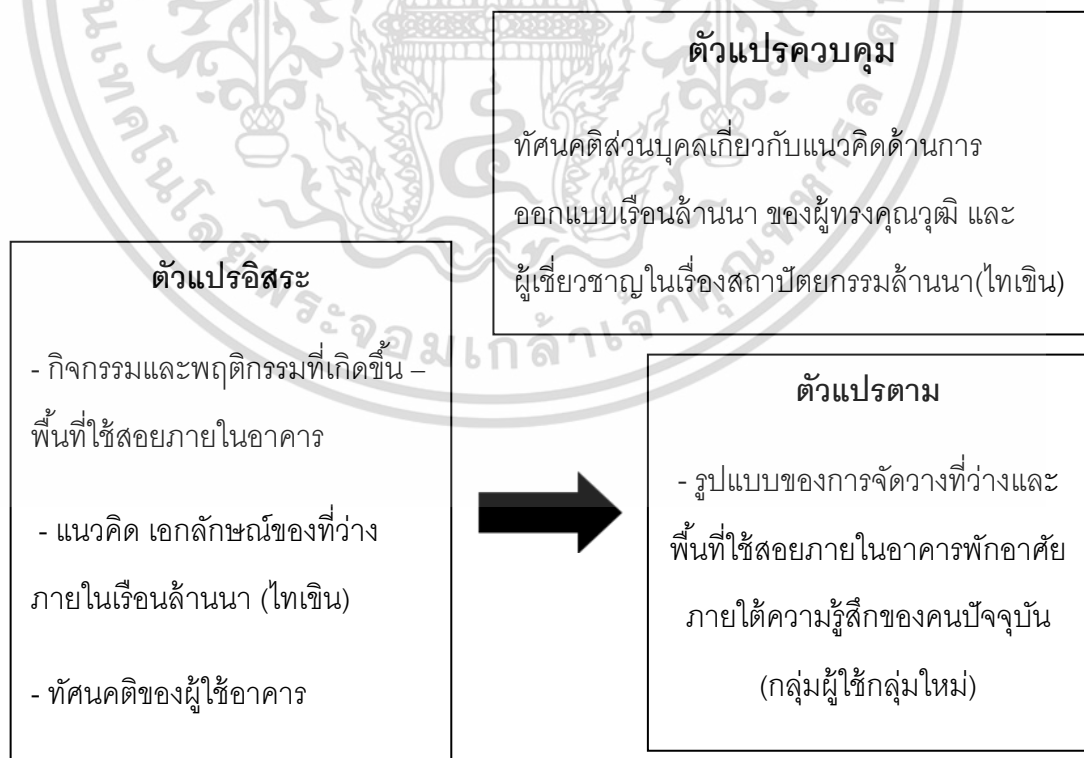 ตัวแปรควบคุม
ทัศนคติส่วนบุคคลเกี่ยวกับแนวคิดด้านการ
ออกแบบเรือนล้านนา ของผู้ทรงคุณวุฒิ และ
ผู้เชี่ยวชาญในเรื่องสถาปัตยกรรมล้านนา(ไทเขิน)
ตัวแปรอิสระ
- กิจกรรมและพฤติกรรมที่เกิดขึ้น –
พื้นที่ใช้สอยภายในอาคาร
- แนวคิด เอกลักษณ์ของที่ว่าง
ภายในเรือนล้านนา (ไทเขิน)
- ทัศนคติของผู้ใช้อาคาร
ตัวแปรตาม
- รูปแบบของการจัดวางที่ว่างและ
พื้นที่ใช้สอยภายในอาคารพักอาศัย
ภายใต้ความรู้สึกของคนปัจจุบัน
(กลุ่มผู้ใช้กลุ่มใหม่)